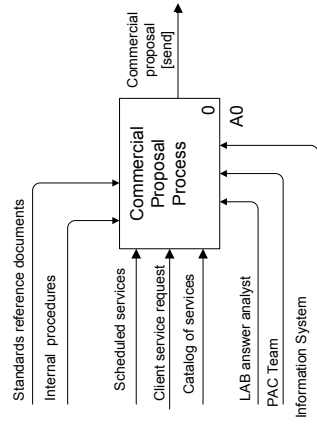 Standards reference documents
Internal procedures
Scheduled services
Client service request
Catalog of services
LAB answer analyst
PAC Team
Information System
Commercial
Proposal
Process
0
A0
Commercial
proposal
[send]